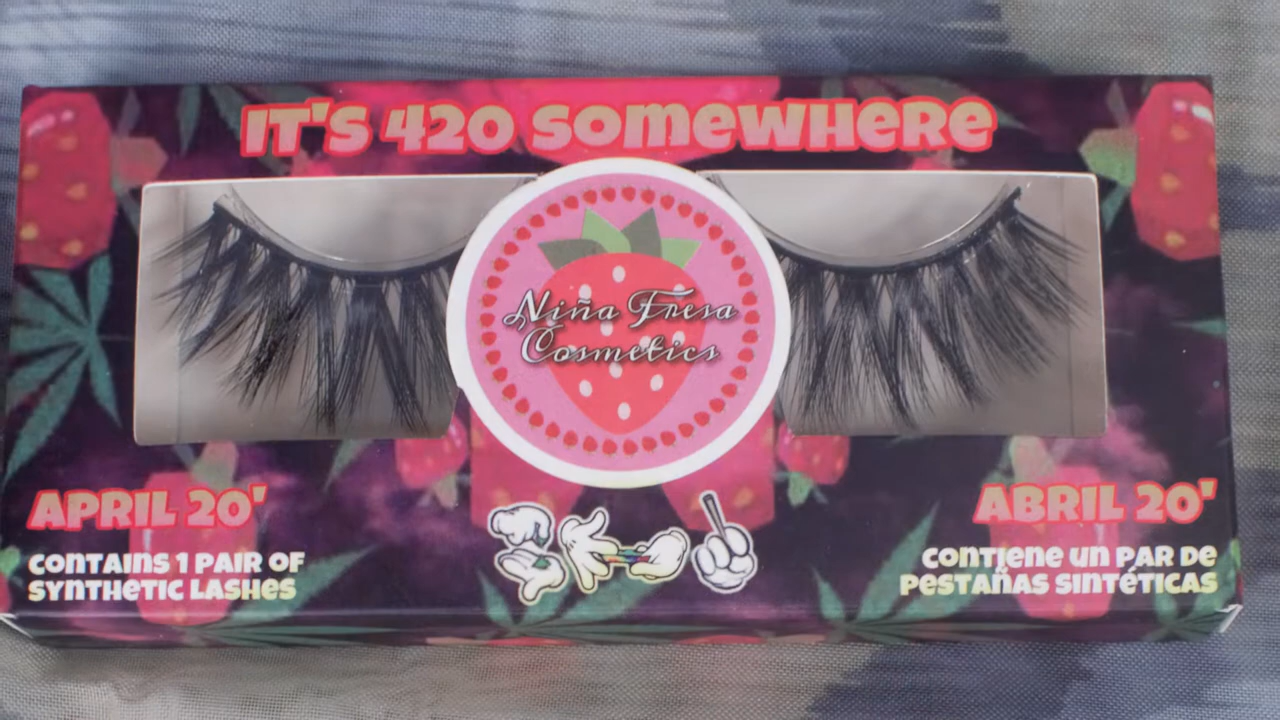 IT'S 420 SOMEWHERE
Niña Fresa
Cosmetics
APRIL 20'
CONTAINS 1 PAIR OF
SYNTHETIC LASHES
ABRIL 20'
CONTIENE UN PAR DE
PESTAÑAS SINTÉTICAS